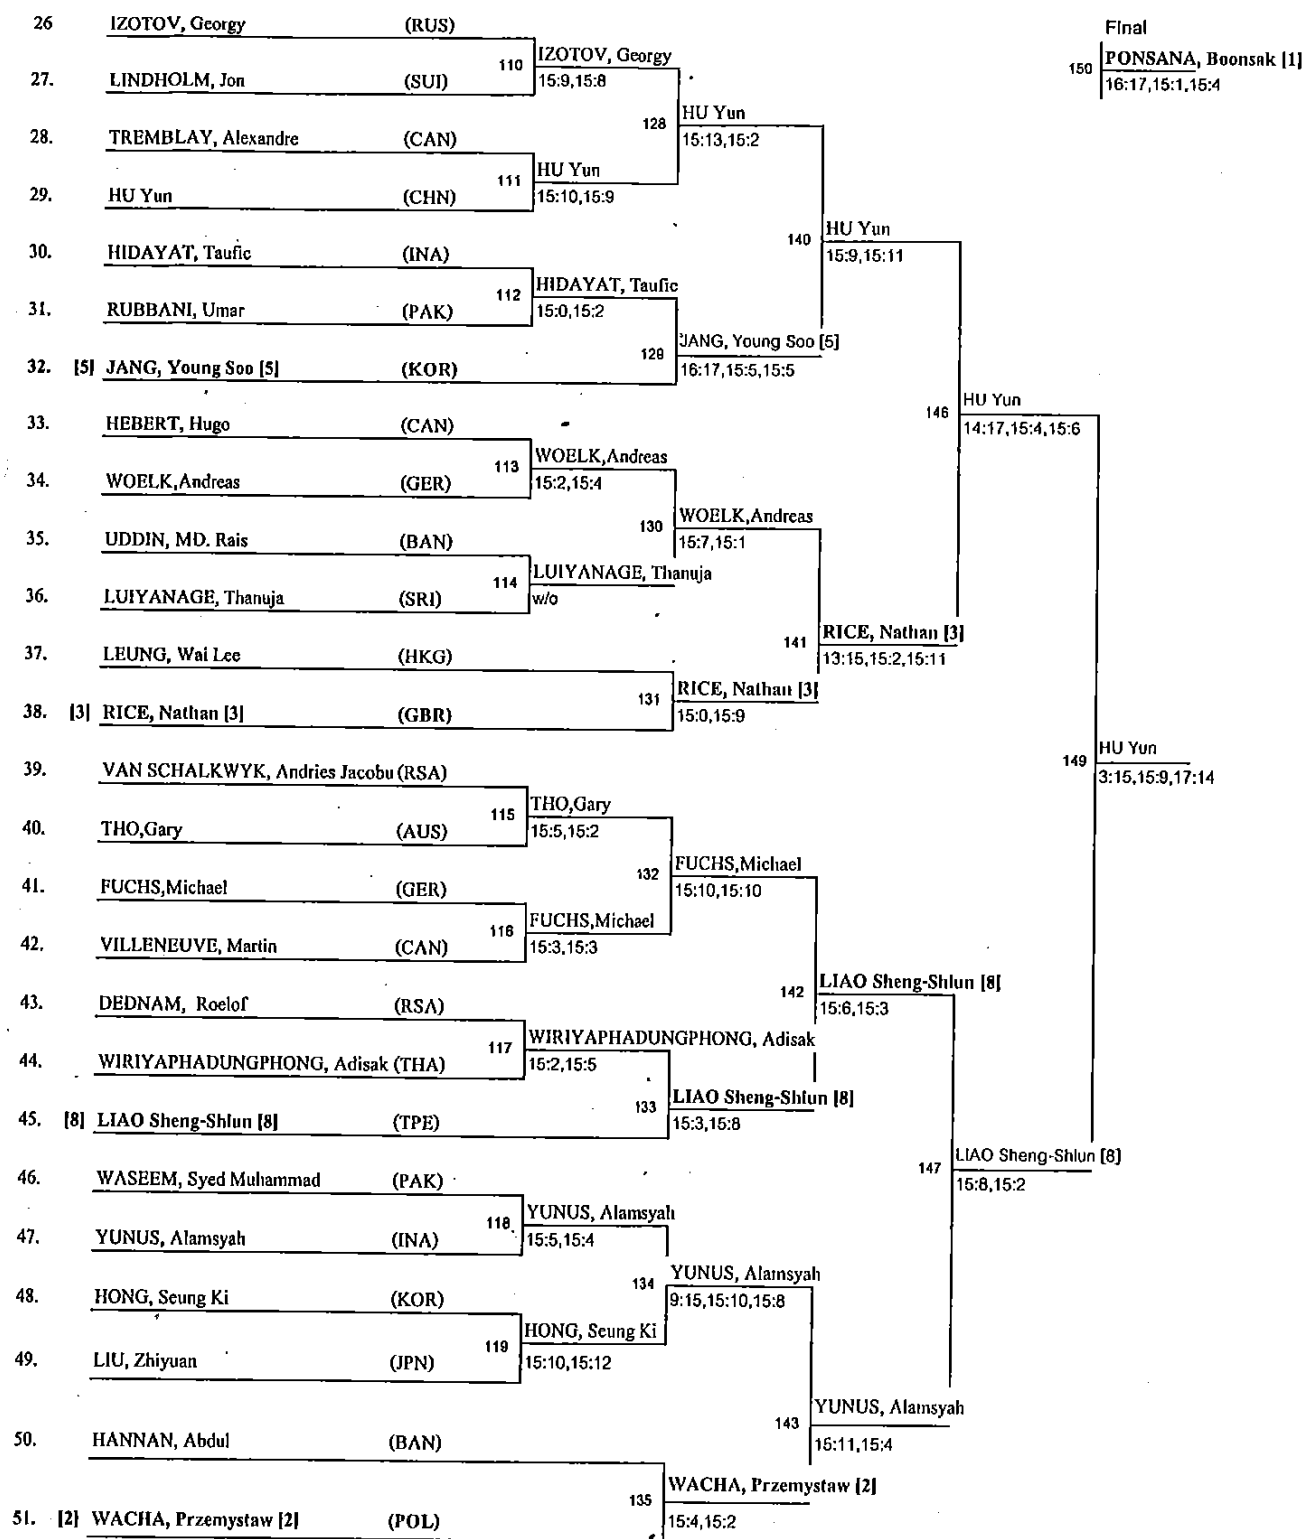 26 IZOTOV, Georgy (RUS)
110 IZOTOV, Georgy
15:9,15:8
27. LINDHOLM, Jon (SUI)
128 HU Yun
15:13,15:2
28. TREMBLAY, Alexandre (CAN)
111 HU Yun
15:10,15:9
29. HU Yun (CHN)
140 HU Yun
15:9,15:11
30. HIDAYAT, Taufic (INA)
112 HIDAYAT, Taufic
15:0,15:2
31. RUBBANI, Umar (PAK)
129 JANG, Young Soo [5]
16:17,15:5,15:5
32. [5] JANG, Young Soo [5] (KOR)
146 HU Yun
14:17,15:4,15:6
33. HEBERT, Hugo (CAN)
113 WOELK,Andreas
15:2,15:4
34. WOELK,Andreas (GER)
130 WOELK,Andreas
15:7,15:1
35. UDDIN, MD. Rais (BAN)
114 LUIYANAGE, Thanuja
w/o
36. LUIYANAGE, Thanuja (SRI)
141 RICE, Nathan [3]
13:15,15:2,15:11
37. LEUNG, Wai Lee (HKG)
131 RICE, Nathan [3]
15:0,15:9
38. [3] RICE, Nathan [3] (GBR)
149 HU Yun
3:15,15:9,17:14
39. VAN SCHALKWYK, Andries Jacobu (RSA)
115 THO,Gary
15:5,15:2
40. THO,Gary (AUS)
132 FUCHS,Michael
15:10,15:10
41. FUCHS,Michael (GER)
116 FUCHS,Michael
15:3,15:3
42. VILLENEUVE, Martin (CAN)
142 LIAO Sheng-Shlun [8]
15:6,15:3
43. DEDNAM, Roelof (RSA)
117 WIRIYAPHADUNGPHONG, Adisak
15:2,15:5
44. WIRIYAPHADUNGPHONG, Adisak (THA)
133 LIAO Sheng-Shlun [8]
15:3,15:8
45. [8] LIAO Sheng-Shlun [8] (TPE)
147 LIAO Sheng-Shlun [8]
15:8,15:2
46. WASEEM, Syed Muhammad (PAK)
118 YUNUS, Alamsyah
15:5,15:4
47. YUNUS, Alamsyah (INA)
134 YUNUS, Alamsyah
9:15,15:10,15:8
48. HONG, Seung Ki (KOR)
119 HONG, Seung Ki
15:10,15:12
49. LIU, Zhiyuan (JPN)
143 YUNUS, Alamsyah
15:11,15:4
50. HANNAN, Abdul (BAN)
135 WACHA, Przemystaw [2]
15:4,15:2
51. [2] WACHA, Przemystaw [2] (POL)
Final
150 PONSANA, Boonsak [1]
16:17,15:1,15:4